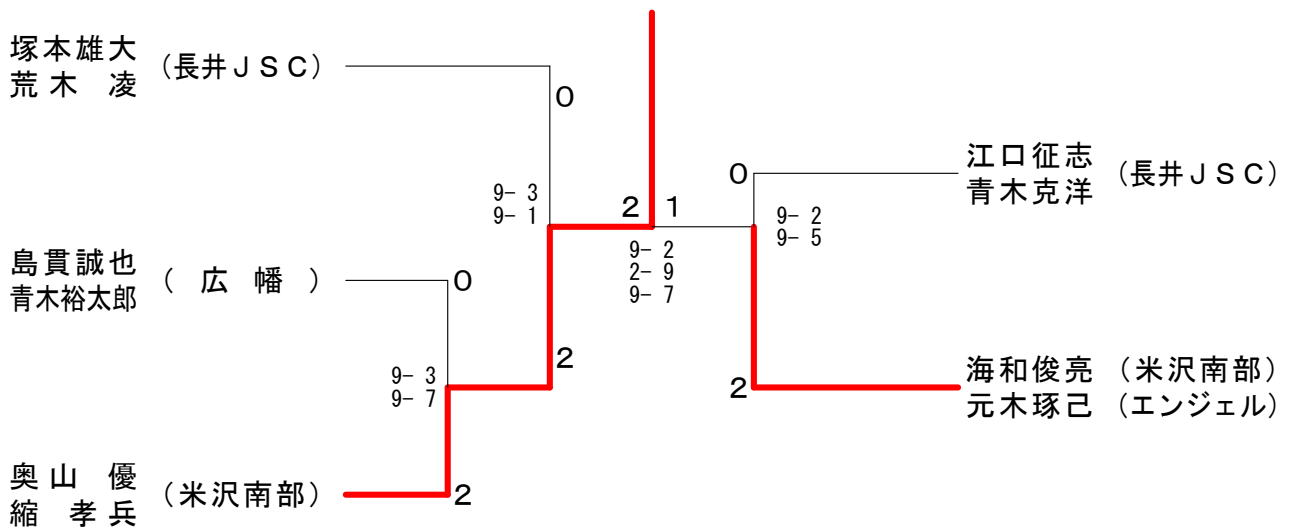 塚本雄大
荒木　凌
（長井ＪＳＣ）
0
9- 3
9- 1
島貫誠也
青木裕太郎
（　広　幡　）
0
9- 3
9- 7
2
奥山　優
縮　孝兵
（米沢南部）
2
2
1
9- 2
2- 9
9- 7
0
9- 2
9- 5
江口征志
青木克洋
（長井ＪＳＣ）
2
海和俊亮（米沢南部）
元木琢己（エンジェル）